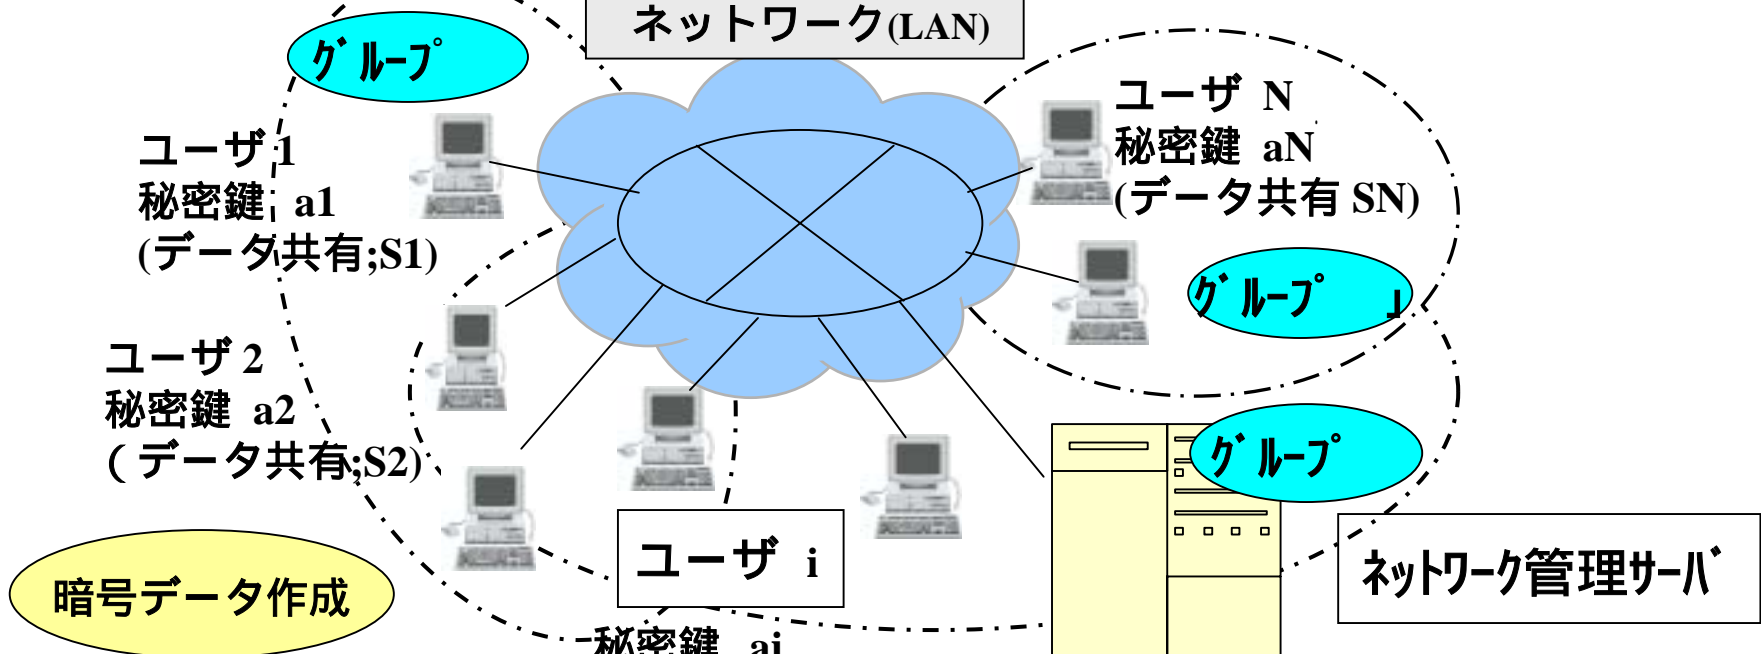 ネットワーク(LAN)
グループ
ユーザ N
秘密鍵 aN
(データ共有 SN)
ユーザ 1
秘密鍵 a1
(データ共有;S1)
グループ 」
ユーザ 2
秘密鍵 a2
(データ共有;S2)
グループ
ユーザ i
ネットワーク管理サーバ
暗号データ作成
秘密鍵 ai